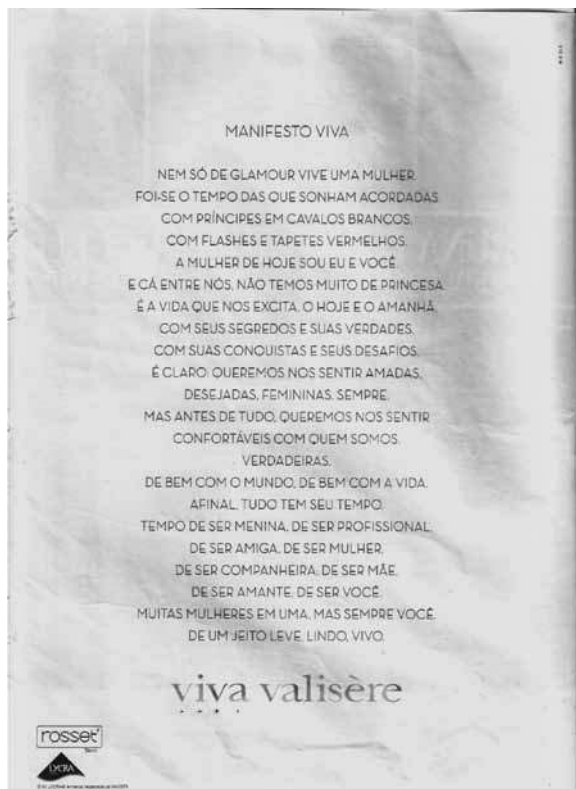 MANIFESTO VIVA
NEM SÓ DE GLAMOUR VIVE UMA MULHER.
FOI-SE O TEMPO DAS QUE SONHAM ACORDADAS
COM PRÍNCIPES EM CAVALOS BRANCOS,
COM FLASHES E TAPETES VERMELHOS.
A MULHER DE HOJE SOU EU E VOCÊ.
E CÁ ENTRE NÓS, NÃO TEMOS MUITO DE PRINCESA.
É A VIDA QUE NOS EXCITA. O HOJE E O AMANHÃ,
COM SEUS SEGREDOS E SUAS VERDADES,
COM SUAS CONQUISTAS E SEUS DESAFIOS.
É CLARO: QUEREMOS NOS SENTIR AMADAS,
DESEJADAS, FEMININAS. SEMPRE.
MAS ANTES DE TUDO, QUEREMOS NOS SENTIR
CONFORTÁVEIS COM QUEM SOMOS.
VERDADEIRAS.
DE BEM COM O MUNDO, DE BEM COM A VIDA.
AFINAL, TUDO TEM SEU TEMPO.
TEMPO DE SER MENINA, DE SER PROFISSIONAL,
DE SER AMIGA, DE SER MULHER,
DE SER COMPANHEIRA, DE SER MÃE,
DE SER AMANTE, DE SER VOCÊ.
MUITAS MULHERES EM UMA, MAS SEMPRE VOCÊ.
DE UM JEITO LEVE, LINDO, VIVO.
viva valisère
rosset
LYCRA